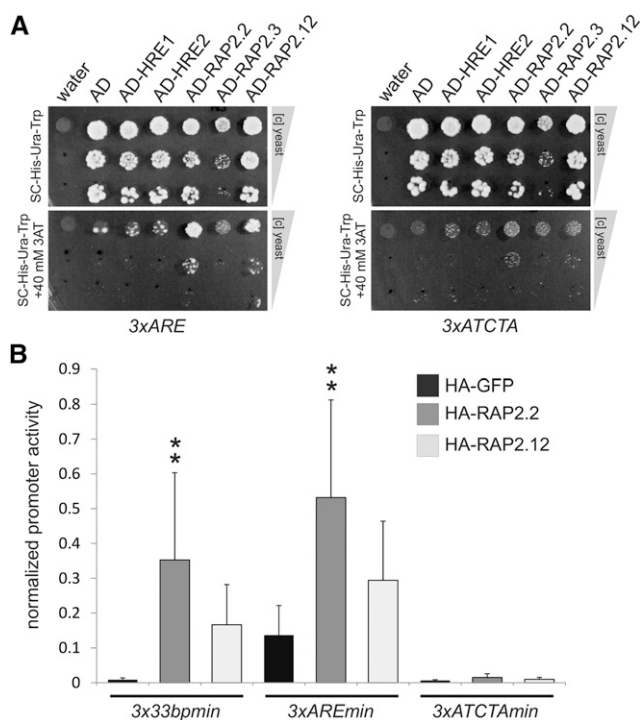 A
water
AD
AD-HRE1
AD-HRE2
AD-RAP2.2
AD-RAP2.3
AD-RAP2.12
SC-His-Ura-Trp
[c] yeast
SC-His-Ura-Trp
+40 mM 3AT
[c] yeast
3xARE
water
AD
AD-HRE1
AD-HRE2
AD-RAP2.2
AD-RAP2.3
AD-RAP2.12
SC-His-Ura-Trp
[c] yeast
SC-His-Ura-Trp
+40 mM 3AT
[c] yeast
3xATCTA
B
normalized promoter activity
0.9
0.8
0.7
0.6
0.5
0.4
0.3
0.2
0.1
0
**
**
HA-GFP
HA-RAP2.2
HA-RAP2.12
3x33bpmin
3xAREmin
3xATCTAmin